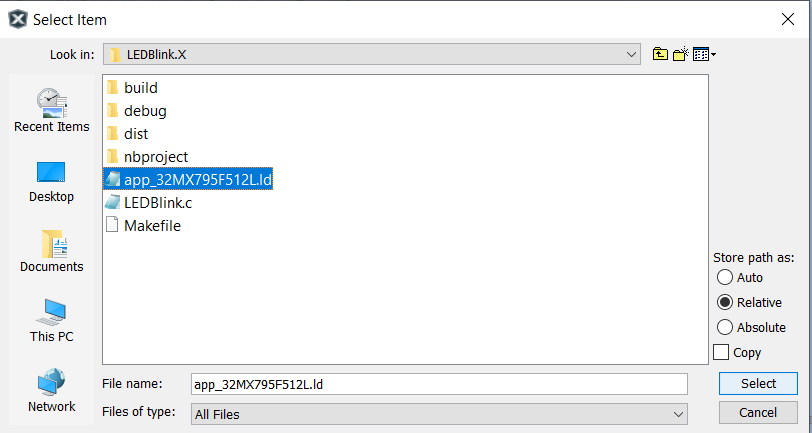 Select Item
Look in: LEDBlink.X
Recent Items
Desktop
Documents
This PC
Network
build
debug
dist
nbproject
app_32MX795F512L.ld
LEDBlink.c
Makefile
Store path as:
Auto
Relative
Absolute
Copy
File name: app_32MX795F512L.ld
Select
Files of type: All Files
Cancel